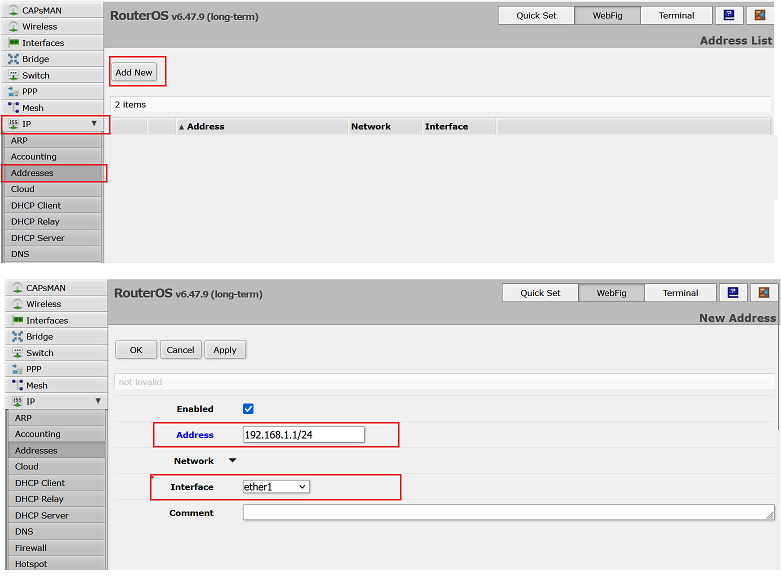 CAPsMAN
Wireless
Interfaces
Bridge
Switch
PPP
Mesh
IP
ARP
Accounting
Addresses
Cloud
DHCP Client
DHCP Relay
DHCP Server
DNS
RouterOS v6.47.9 (long-term)
Quick Set WebFig Terminal
Address List
Add New
2 items
Address Network Interface
CAPsMAN
Wireless
Interfaces
Bridge
Switch
PPP
Mesh
IP
ARP
Accounting
Addresses
Cloud
DHCP Client
DHCP Relay
DHCP Server
DNS
Firewall
Hotspot
RouterOS v6.47.9 (long-term)
Quick Set WebFig Terminal
New Address
OK Cancel Apply
not invalid
Enabled
Address 192.168.1.1/24
Network
Interface ether1
Comment